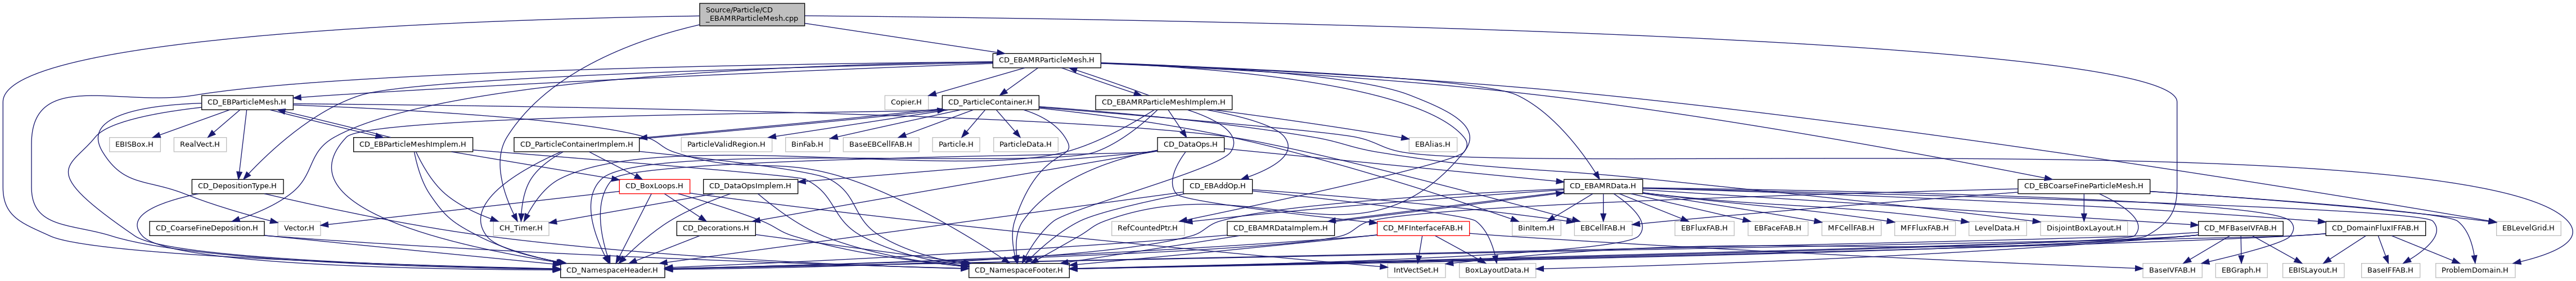 Source/Particle/CD
_EBAMRParticleMesh.cpp
CD_EBAMRParticleMesh.H
CD_EBParticleMesh.H
Copier.H
CD_ParticleContainer.H
CD_EBAMRParticleMeshImplem.H
EBISBox.H
RealVect.H
CD_EBParticleMeshImplem.H
CD_ParticleContainerImplem.H
ParticleValidRegion.H
BinFab.H
BaseEBCellFAB.H
Particle.H
ParticleData.H
CD_DataOps.H
EBAlias.H
CD_DepositionType.H
CD_BoxLoops.H
CD_DataOpsImplem.H
CD_EBAddOp.H
CD_EBAMRData.H
CD_EBCoarseFineParticleMesh.H
CD_CoarseFineDeposition.H
Vector.H
CH_Timer.H
CD_Decorations.H
RefCountedPtr.H
CD_EBAMRDataImplem.H
CD_MFInterfaceFAB.H
BinItem.H
EBCellFAB.H
EBFluxFAB.H
EBFaceFAB.H
MFCellFAB.H
MFFluxFAB.H
LevelData.H
DisjointBoxLayout.H
CD_MFBaseIVFAB.H
CD_DomainFluxIFFAB.H
EBLevelGrid.H
CD_NamespaceHeader.H
CD_NamespaceFooter.H
IntVectSet.H
BoxLayoutData.H
BaseIVFAB.H
EBGraph.H
EBISLayout.H
BaseIFFAB.H
ProblemDomain.H